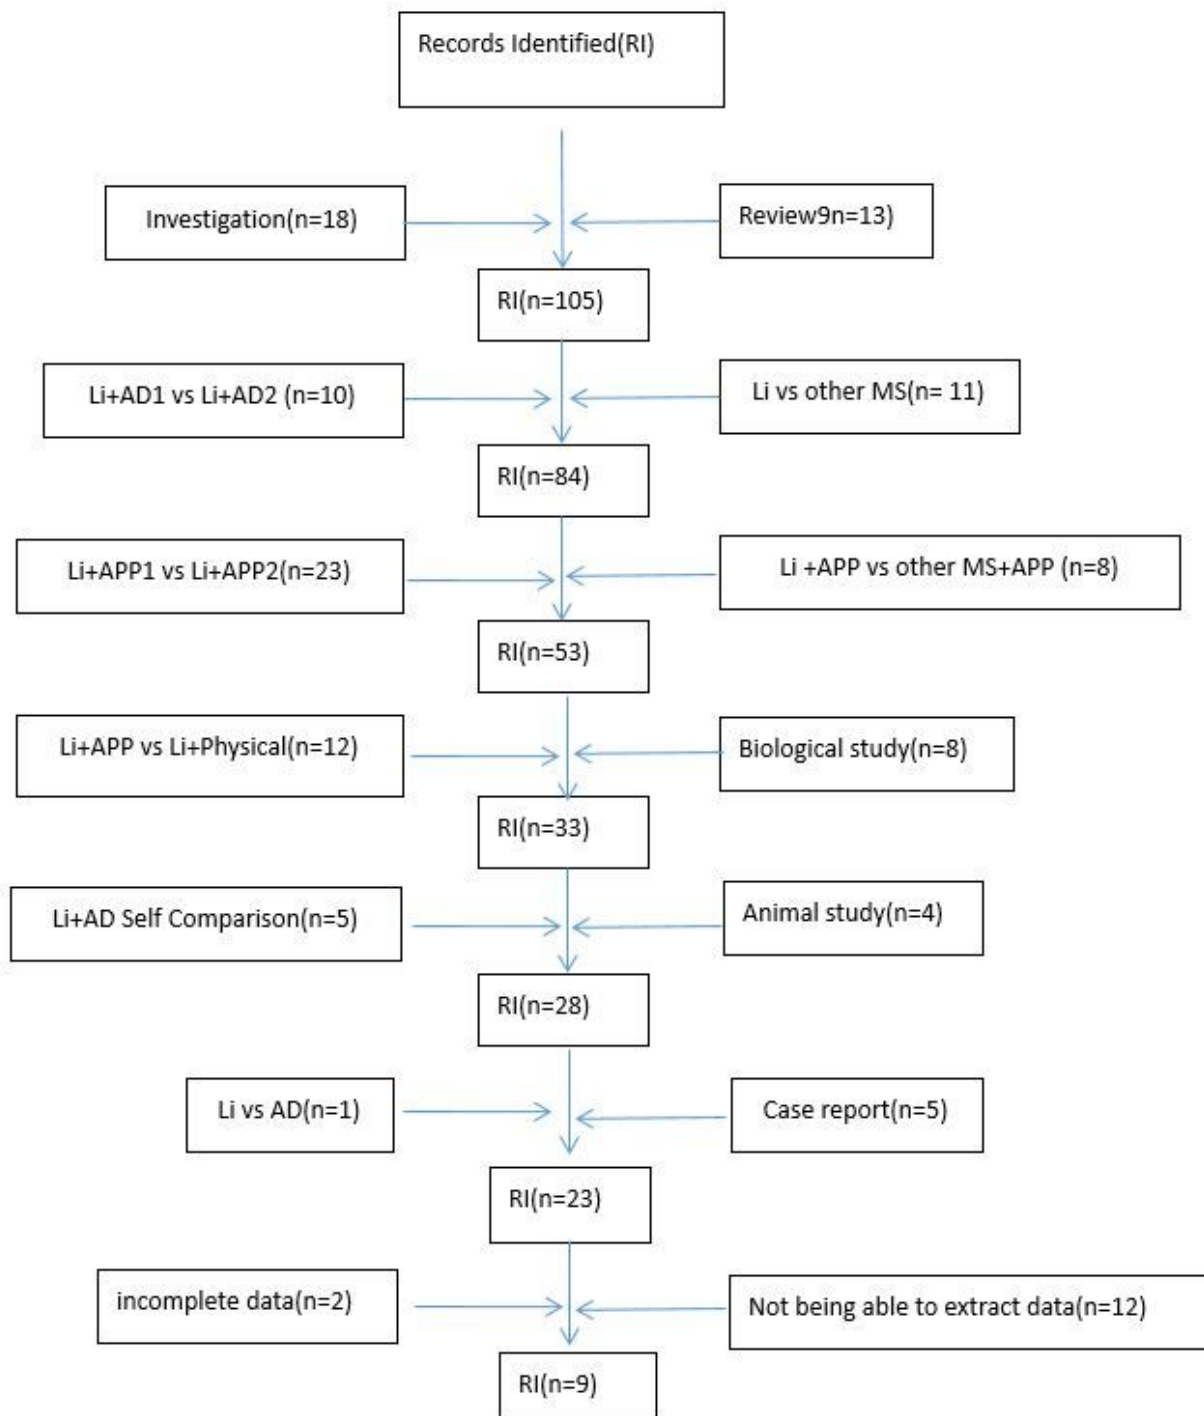 Records Identified(RI)
Investigation(n=18)
Review9n=13)
RI(n=105)
Li+AD1 vs Li+AD2 (n=10)
Li vs other MS(n= 11)
RI(n=84)
Li+APP1 vs Li+APP2(n=23)
Li +APP vs other MS+APP (n=8)
RI(n=53)
Li+APP vs Li+Physical(n=12)
Biological study(n=8)
RI(n=33)
Li+AD Self Comparison(n=5)
Animal study(n=4)
RI(n=28)
Li vs AD(n=1)
Case report(n=5)
RI(n=23)
incomplete data(n=2)
Not being able to extract data(n=12)
RI(n=9)